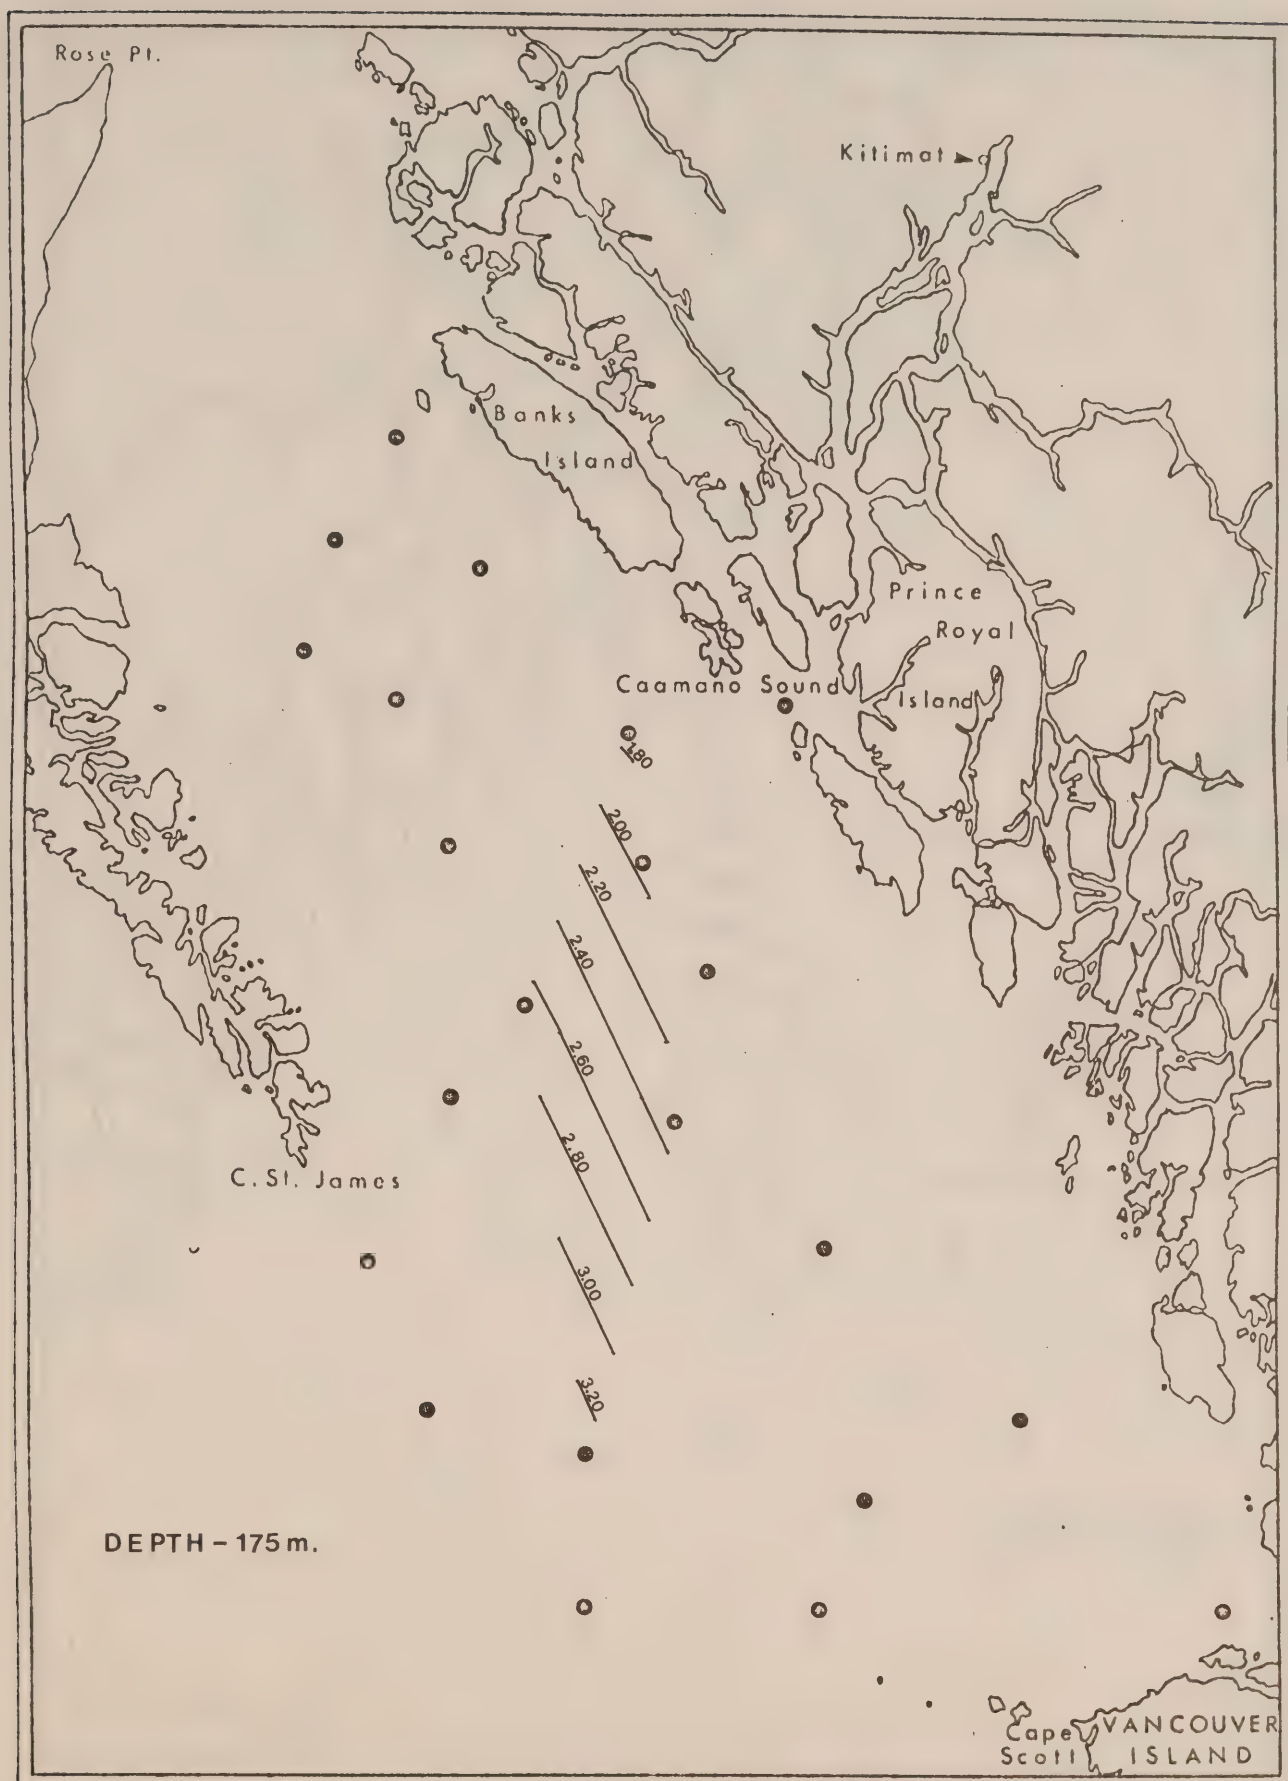 Rose Pt.
Kitimat
Banks
Island
Prince
Royal
Island
Caamano Sound
1.80
2.00
2.20
2.40
2.60
2.80
3.00
3.20
C. St. James
DEPTH – 175 m.
Cape
Scott
VANCOUVER
ISLAND